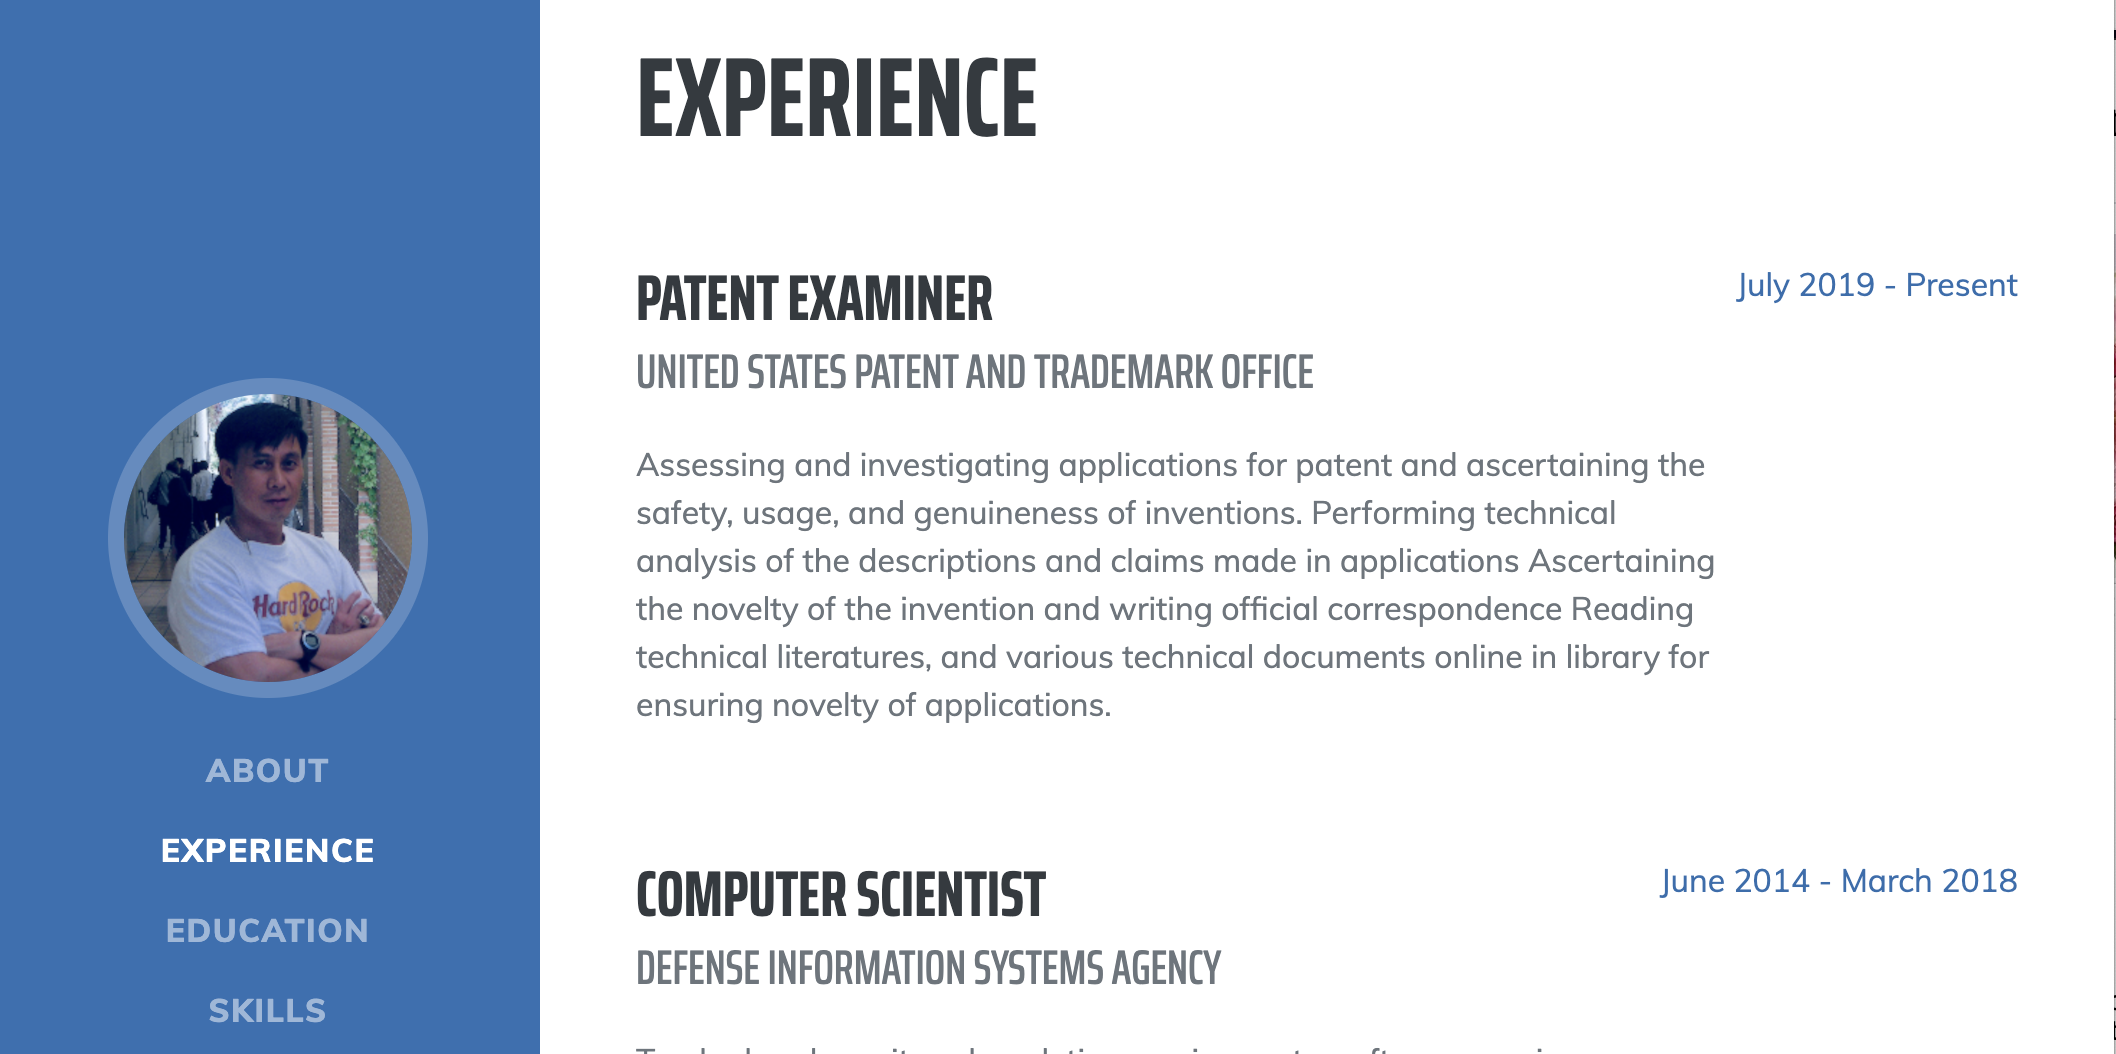 EXPERIENCE
PATENT EXAMINER
July 2019 - Present
UNITED STATES PATENT AND TRADEMARK OFFICE
Assessing and investigating applications for patent and ascertaining the
safety, usage, and genuineness of inventions. Performing technical
analysis of the descriptions and claims made in applications Ascertaining
the novelty of the invention and writing official correspondence Reading
technical literatures, and various technical documents online in library for
ensuring novelty of applications.
Hard Rock
ABOUT
EXPERIENCE
EDUCATION
SKILLS
COMPUTER SCIENTIST
June 2014 - March 2018
DEFENSE INFORMATION SYSTEMS AGENCY